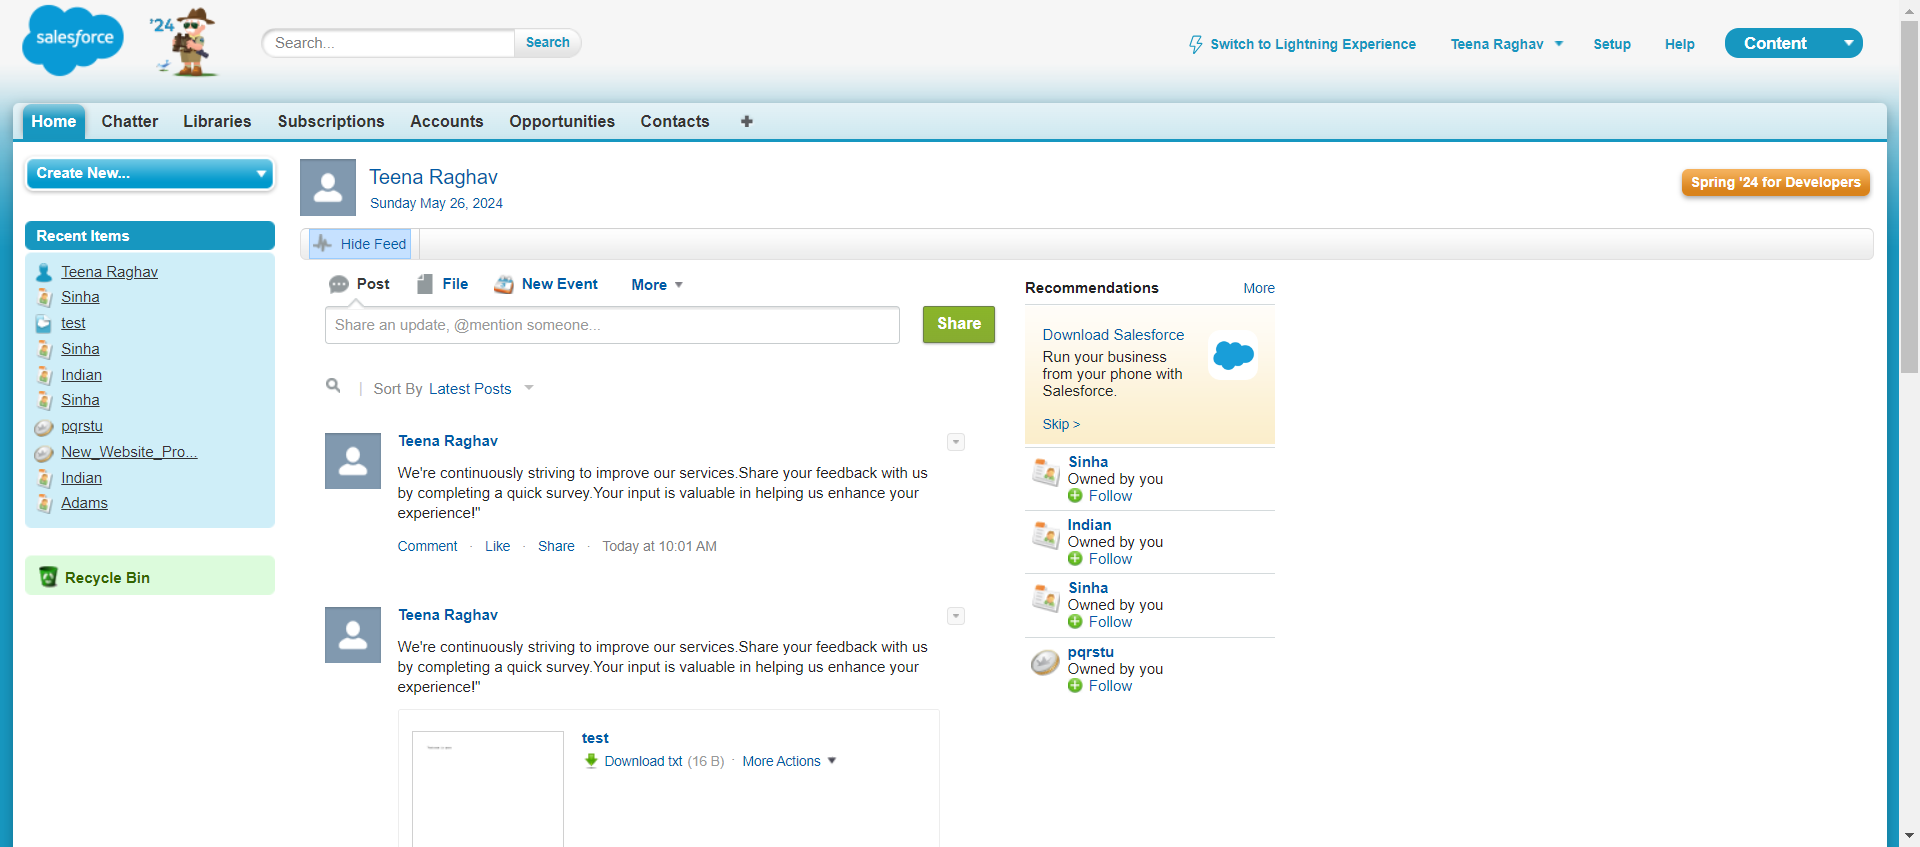 salesforce
'24
Search...
Search
Switch to Lightning Experience
Teena Raghav
Setup
Help
Content
Home
Chatter
Libraries
Subscriptions
Accounts
Opportunities
Contacts
Create New...
Recent Items
Teena Raghav
Sinha
test
Sinha
Indian
Sinha
pqrstu
New_Website_Pro...
Indian
Adams
Recycle Bin
Teena Raghav
Sunday May 26, 2024
Spring '24 for Developers
Hide Feed
Post
File
New Event
More
Share an update, @mention someone...
Share
Sort By Latest Posts
Teena Raghav
We're continuously striving to improve our services.Share your feedback with us
by completing a quick survey.Your input is valuable in helping us enhance your
experience!"
Comment · Like · Share · Today at 10:01 AM
Teena Raghav
We're continuously striving to improve our services.Share your feedback with us
by completing a quick survey.Your input is valuable in helping us enhance your
experience!"
test
Download txt (16 B) · More Actions
Recommendations
More
Download Salesforce
Run your business
from your phone with
Salesforce.
Skip >
Sinha
Owned by you
Follow
Indian
Owned by you
Follow
Sinha
Owned by you
Follow
pqrstu
Owned by you
Follow